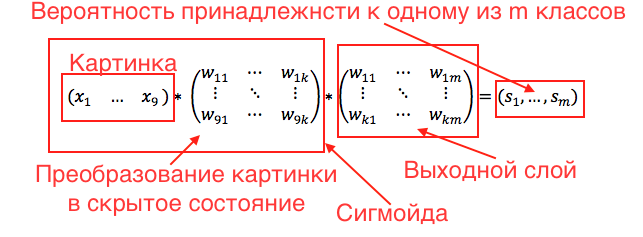 Вероятность принадлежнсти к одному из m классов
Картинка
(x₁ … x₉) * (w₁₁ ⋯ w₁ₖ ⋮ ⋱ ⋮ w₉₁ ⋯ w₉ₖ) * (w₁₁ ⋯ w₁ₘ ⋮ ⋱ ⋮ wₖ₁ ⋯ wₖₘ) = (s₁, …, sₘ)
Преобразование картинки
в скрытое состояние
Выходной слой
Сигмойда